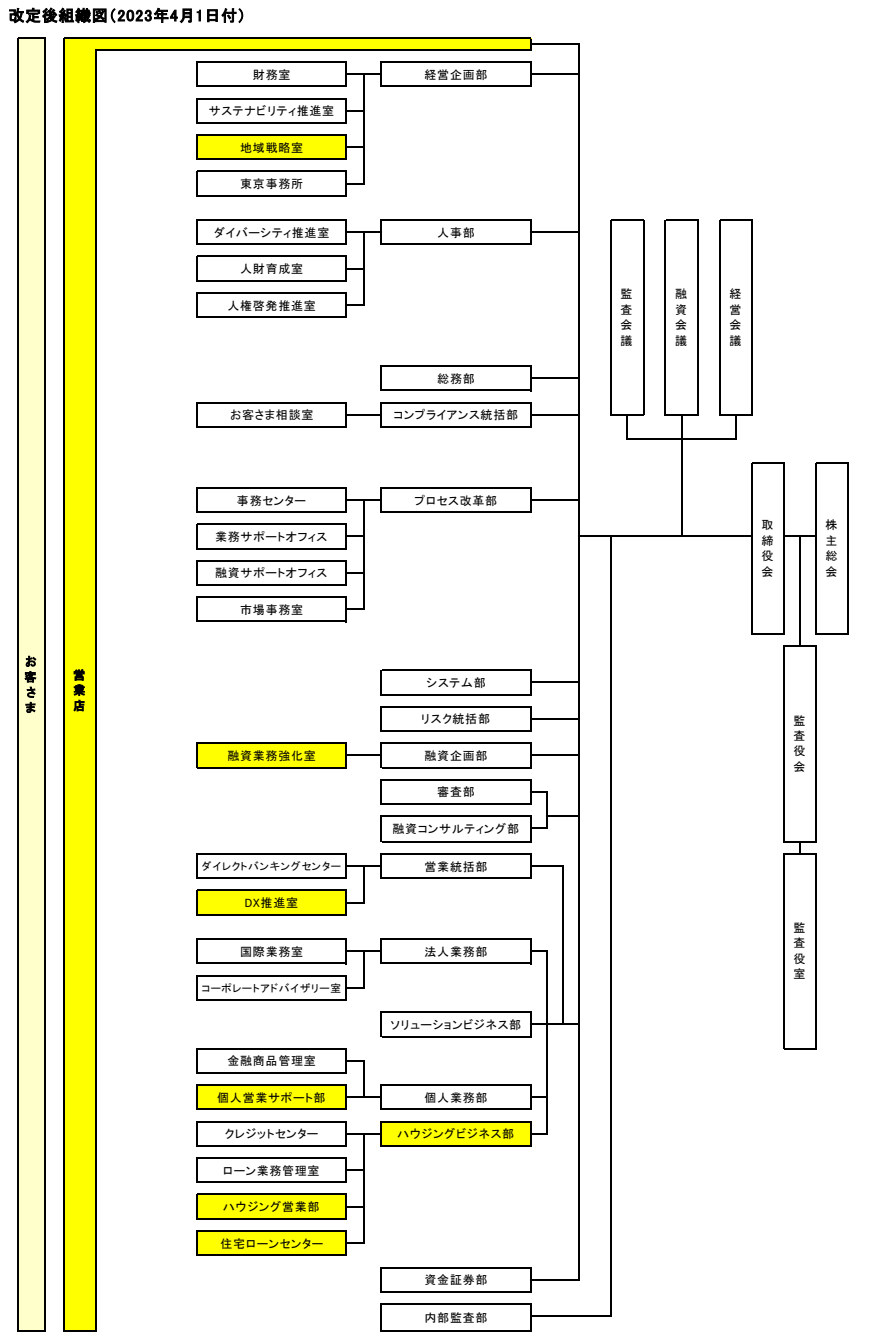 改定後組織図（2023年4月1日付）
お客さま
営業店
財務室
経営企画部
サステナビリティ推進室
地域戦略室
東京事務所
ダイバーシティ推進室
人事部
人財育成室
人権啓発推進室
監査会議
融資会議
経営会議
総務部
お客さま相談室
コンプライアンス統括部
事務センター
プロセス改革部
業務サポートオフィス
融資サポートオフィス
市場事務室
取締役会
株主総会
システム部
リスク統括部
融資業務強化室
融資企画部
審査部
融資コンサルティング部
監査役会
ダイレクトバンキングセンター
営業統括部
DX推進室
国際業務室
法人業務部
コーポレートアドバイザリー室
監査役室
ソリューションビジネス部
金融商品管理室
個人営業サポート部
個人業務部
クレジットセンター
ハウジングビジネス部
ローン業務管理室
ハウジング営業部
住宅ローンセンター
資金証券部
内部監査部